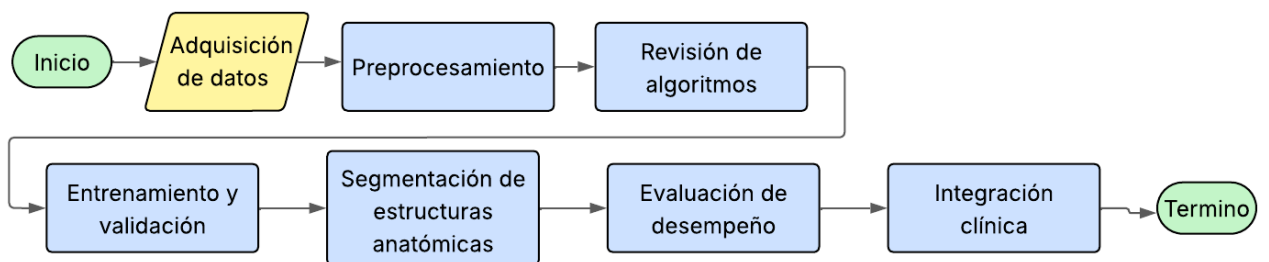 Inicio
Adquisición
de datos
Preprocesamiento
Revisión de
algoritmos
Entrenamiento y
validación
Segmentación de
estructuras
anatómicas
Evaluación de
desempeño
Integración
clínica
Termino